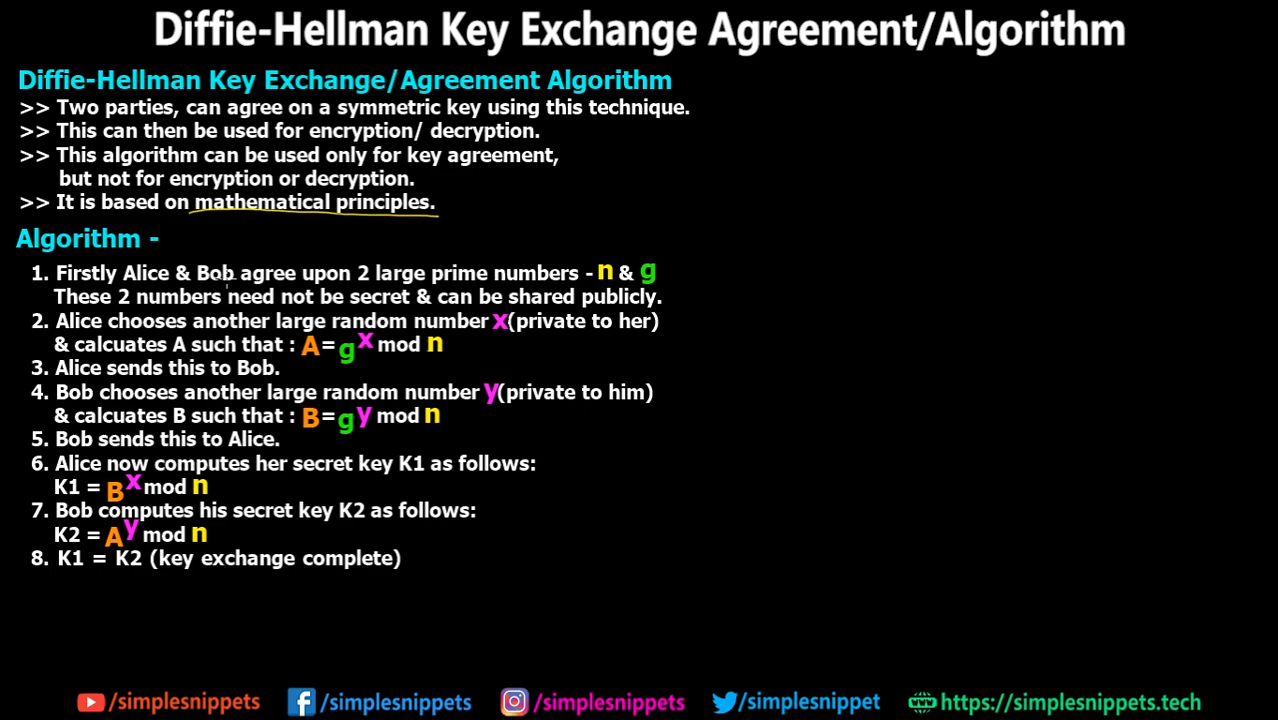 Diffie-Hellman Key Exchange Agreement/Algorithm
Diffie-Hellman Key Exchange/Agreement Algorithm
>> Two parties, can agree on a symmetric key using this technique.
>> This can then be used for encryption/ decryption.
>> This algorithm can be used only for key agreement,
but not for encryption or decryption.
>> It is based on mathematical principles.
Algorithm -
1. Firstly Alice & Bob agree upon 2 large prime numbers - n & g
These 2 numbers need not be secret & can be shared publicly.
2. Alice chooses another large random number x(private to her)
& calcuates A such that : A = g^x mod n
3. Alice sends this to Bob.
4. Bob chooses another large random number y(private to him)
& calcuates B such that : B = g^y mod n
5. Bob sends this to Alice.
6. Alice now computes her secret key K1 as follows:
K1 = B^x mod n
7. Bob computes his secret key K2 as follows:
K2 = A^y mod n
8. K1 = K2 (key exchange complete)
/simplesnippets /simplesnippets /simplesnippets /simplesnippet https://simplesnippets.tech